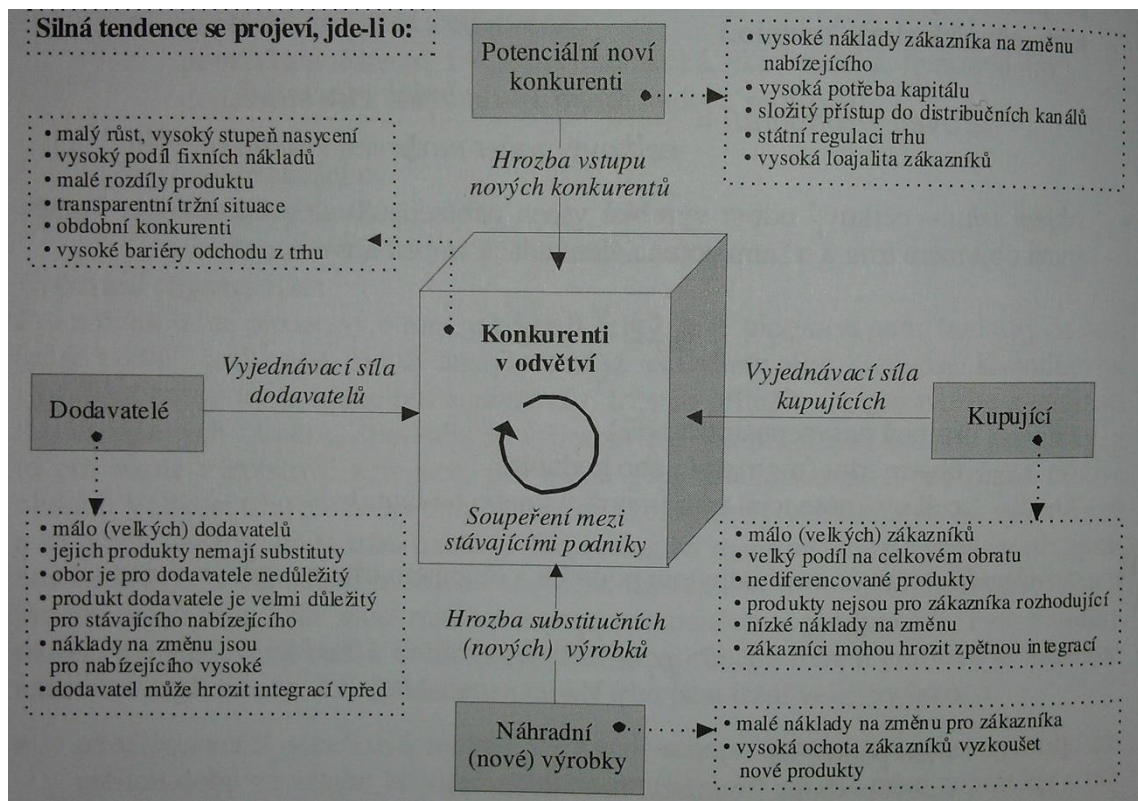 Silná tendence se projeví, jde-li o:
Potenciální noví
konkurenti
• vysoké náklady zákazníka na změnu
nabízejícího
• vysoká potřeba kapitálu
• složitý přístup do distribučních kanálů
• státní regulaci trhu
• vysoká loajalita zákazníků
• malý růst, vysoký stupeň nasycení
• vysoký podíl fixních nákladů
• malé rozdíly produktu
• transparentní tržní situace
• obdobní konkurenti
• vysoké bariéry odchodu z trhu
Hrozba vstupu
nových konkurentů
Konkurenti
v odvětví
Soupeření mezi
stávajícími podniky
Dodavatelé
Vyjednávací síla
dodavatelů
Vyjednávací síla
kupujících
Kupující
• málo (velkých) dodavatelů
• jejich produkty nemají substituty
• obor je pro dodavatele nedůležitý
• produkt dodavatele je velmi důležitý
pro stávajícího nabízejícího
• náklady na změnu jsou
pro nabízejícího vysoké
• dodavatel může hrozit integrací vpřed
• málo (velkých) zákazníků
• velký podíl na celkovém obratu
• nediferencované produkty
• produkty nejsou pro zákazníka rozhodující
• nízké náklady na změnu
• zákazníci mohou hrozit zpětnou integrací
Hrozba substitučních
(nových) výrobků
Náhradní
(nové) výrobky
• malé náklady na změnu pro zákazníka
• vysoká ochota zákazníků vyzkoušet
nové produkty